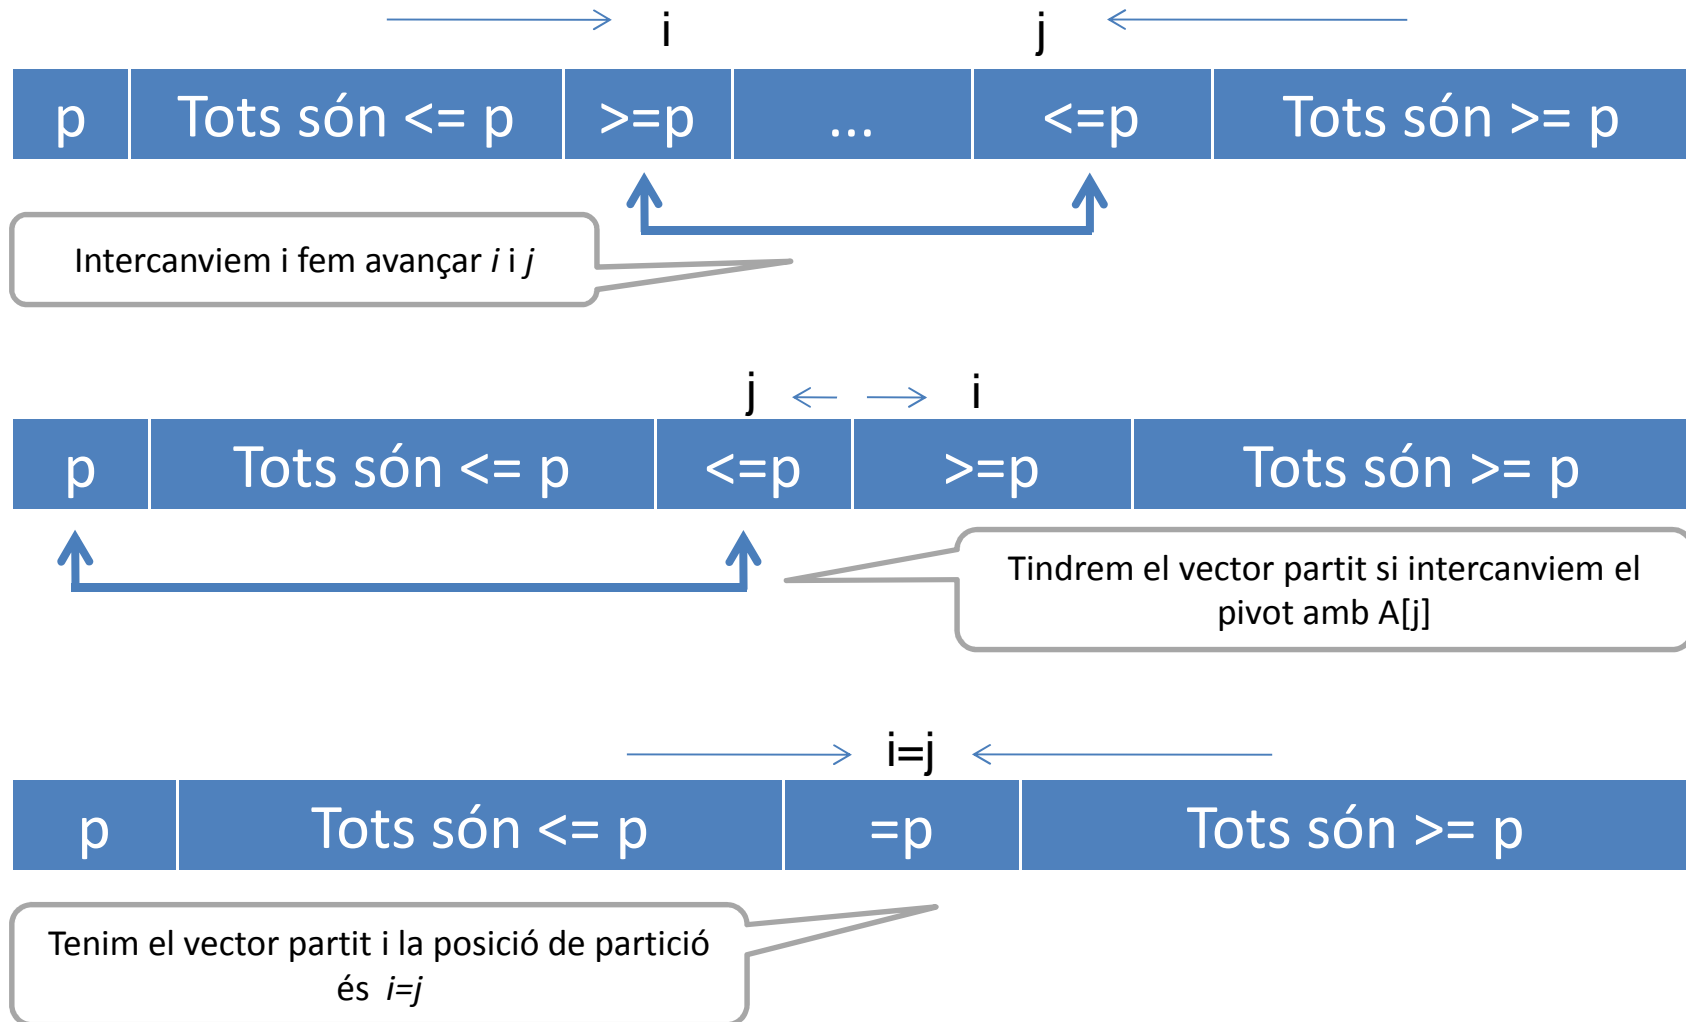 i j
p Tots són <= p >=p ... <=p Tots són >= p
Intercanviem i fem avançar i i j
j i
p Tots són <= p <=p >=p Tots són >= p
Tindrem el vector partit si intercanviem el
pivot amb A[j]
i=j
p Tots són <= p =p Tots són >= p
Tenim el vector partit i la posició de partició
és i=j